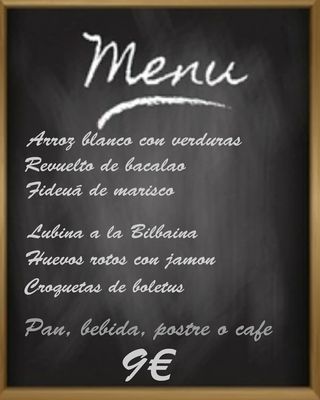 Menu
Arroz blanco con verduras
Revuelto de bacalao
Fideuá de marisco
Lubina a la Bilbaina
Huevos rotos con jamon
Croquetas de boletus
Pan, bebida, postre o cafe
9€